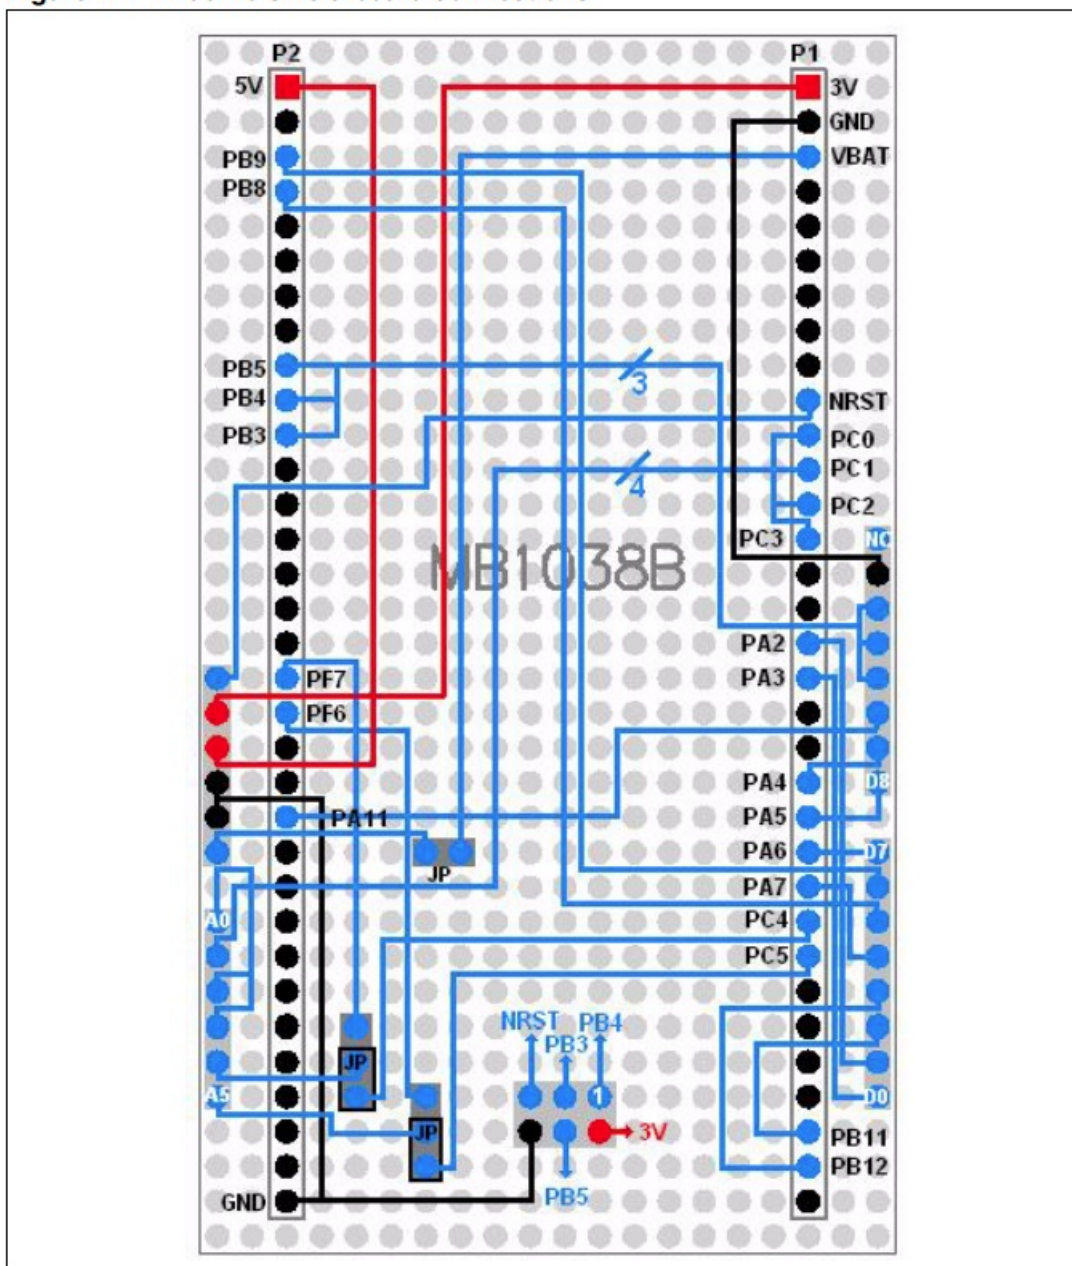 P2 P1
5V 3V
GND
PB9 VBAT
PB8
PB5 3
PB4 NRST
PB3 PC0
4 PC1
PC2
PC3 NC
MB1038B
PA2
PF7 PA3
PF6
PA4 D8
PA11 PA5
PA6 D7
JP
PA7
A0 PC4
PC5
NRST PB4
PB3
JP
A5 1 D0
JP 3V PB11
PB12
PB5
GND